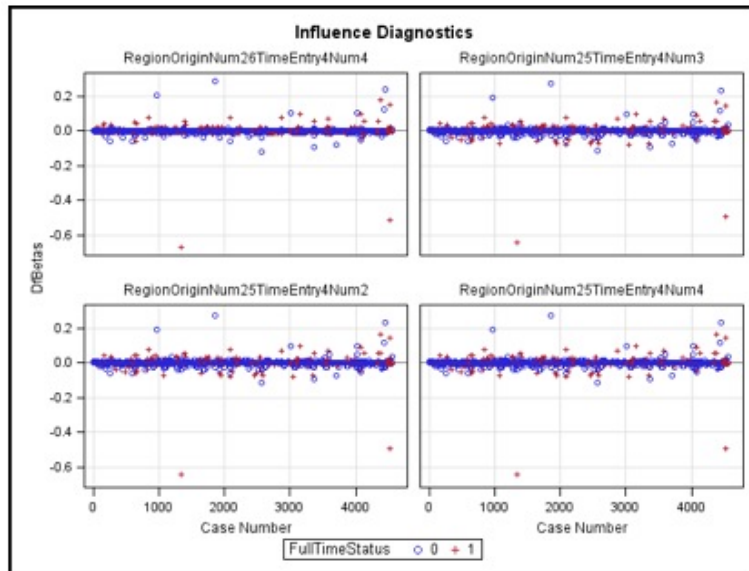 Influence Diagnostics
RegionOriginNum26TimeEntry4Num4
RegionOriginNum25TimeEntry4Num3
0.2
0.0
-0.2
-0.4
-0.6
DfBetas
RegionOriginNum25TimeEntry4Num2
RegionOriginNum25TimeEntry4Num4
0.2
0.0
-0.2
-0.4
-0.6
0 1000 2000 3000 4000
0 1000 2000 3000 4000
Case Number
Case Number
FullTimeStatus 0 1